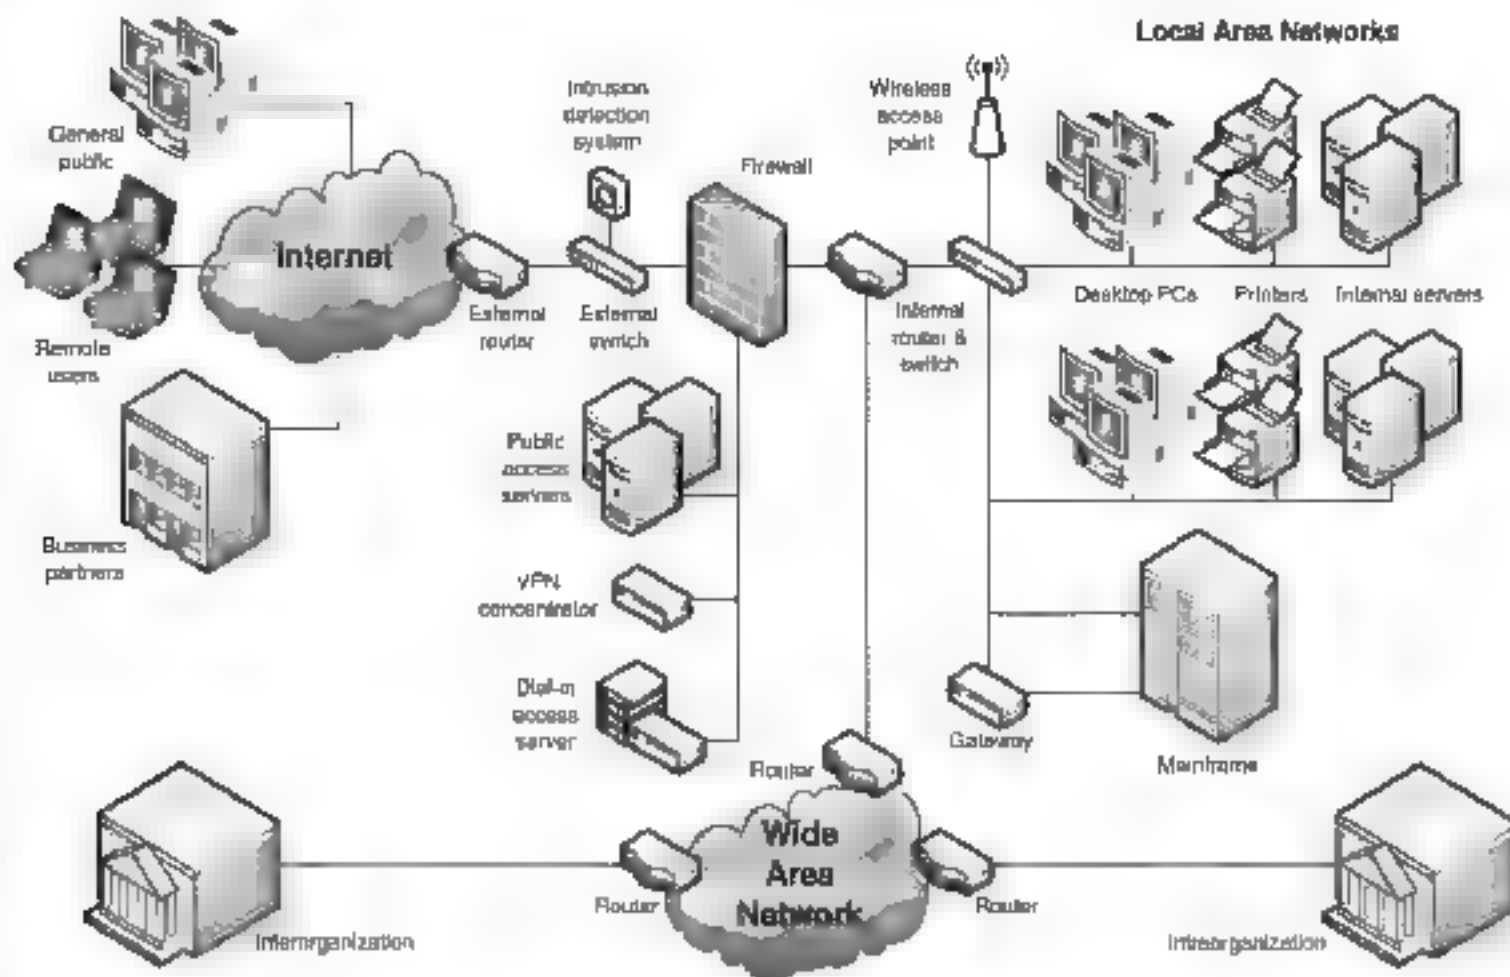 Local Area Networks
General
public
Intrusion
detection
system
Firewall
Wireless
access
point
Internet
Remote
users
External
router
External
switch
Internal
router &
switch
Desktop PCs
Printers
Internal servers
Public
access
servers
Business
partners
VPN
concentrator
Dial-in
access
server
Router
Gateway
Mainframe
Wide
Area
Network
Router
Router
Interorganization
Intraorganization